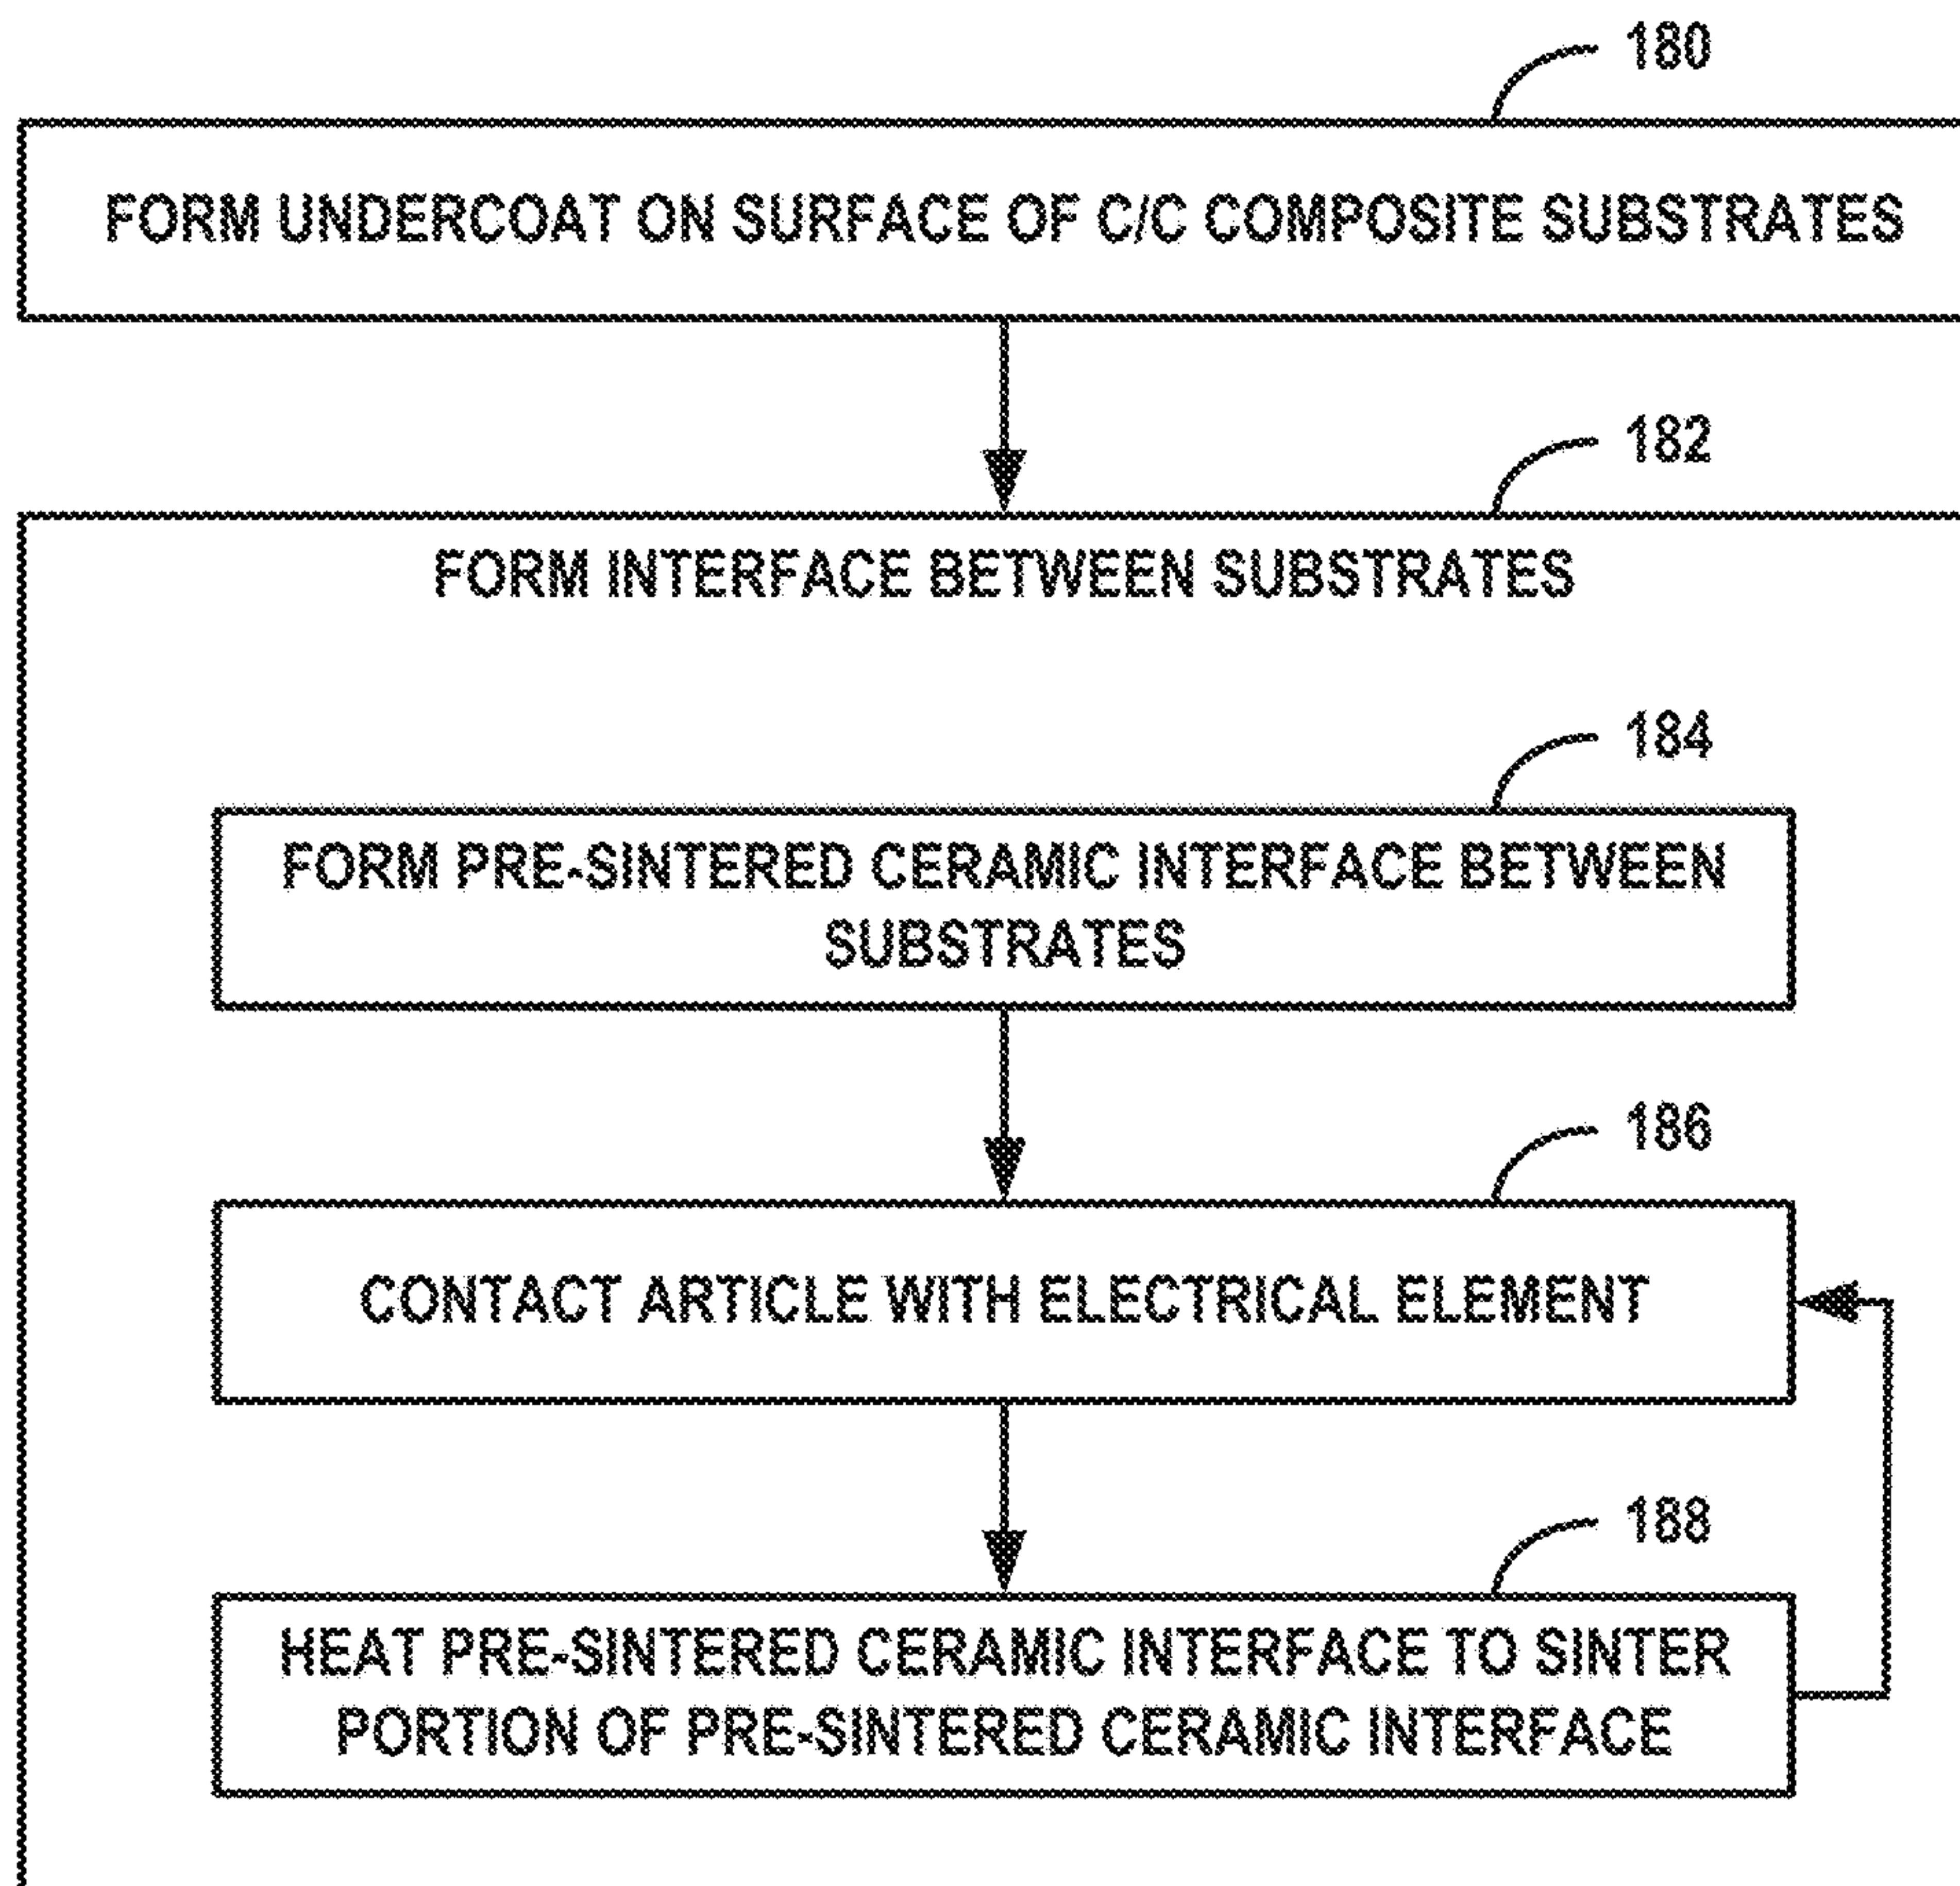 180
FORM UNDERCOAT ON SURFACE OF C/C COMPOSITE SUBSTRATES
182
FORM INTERFACE BETWEEN SUBSTRATES
184
FORM PRE-SINTERED CERAMIC INTERFACE BETWEEN
SUBSTRATES
186
CONTACT ARTICLE WITH ELECTRICAL ELEMENT
188
HEAT PRE-SINTERED CERAMIC INTERFACE TO SINTER
PORTION OF PRE-SINTERED CERAMIC INTERFACE